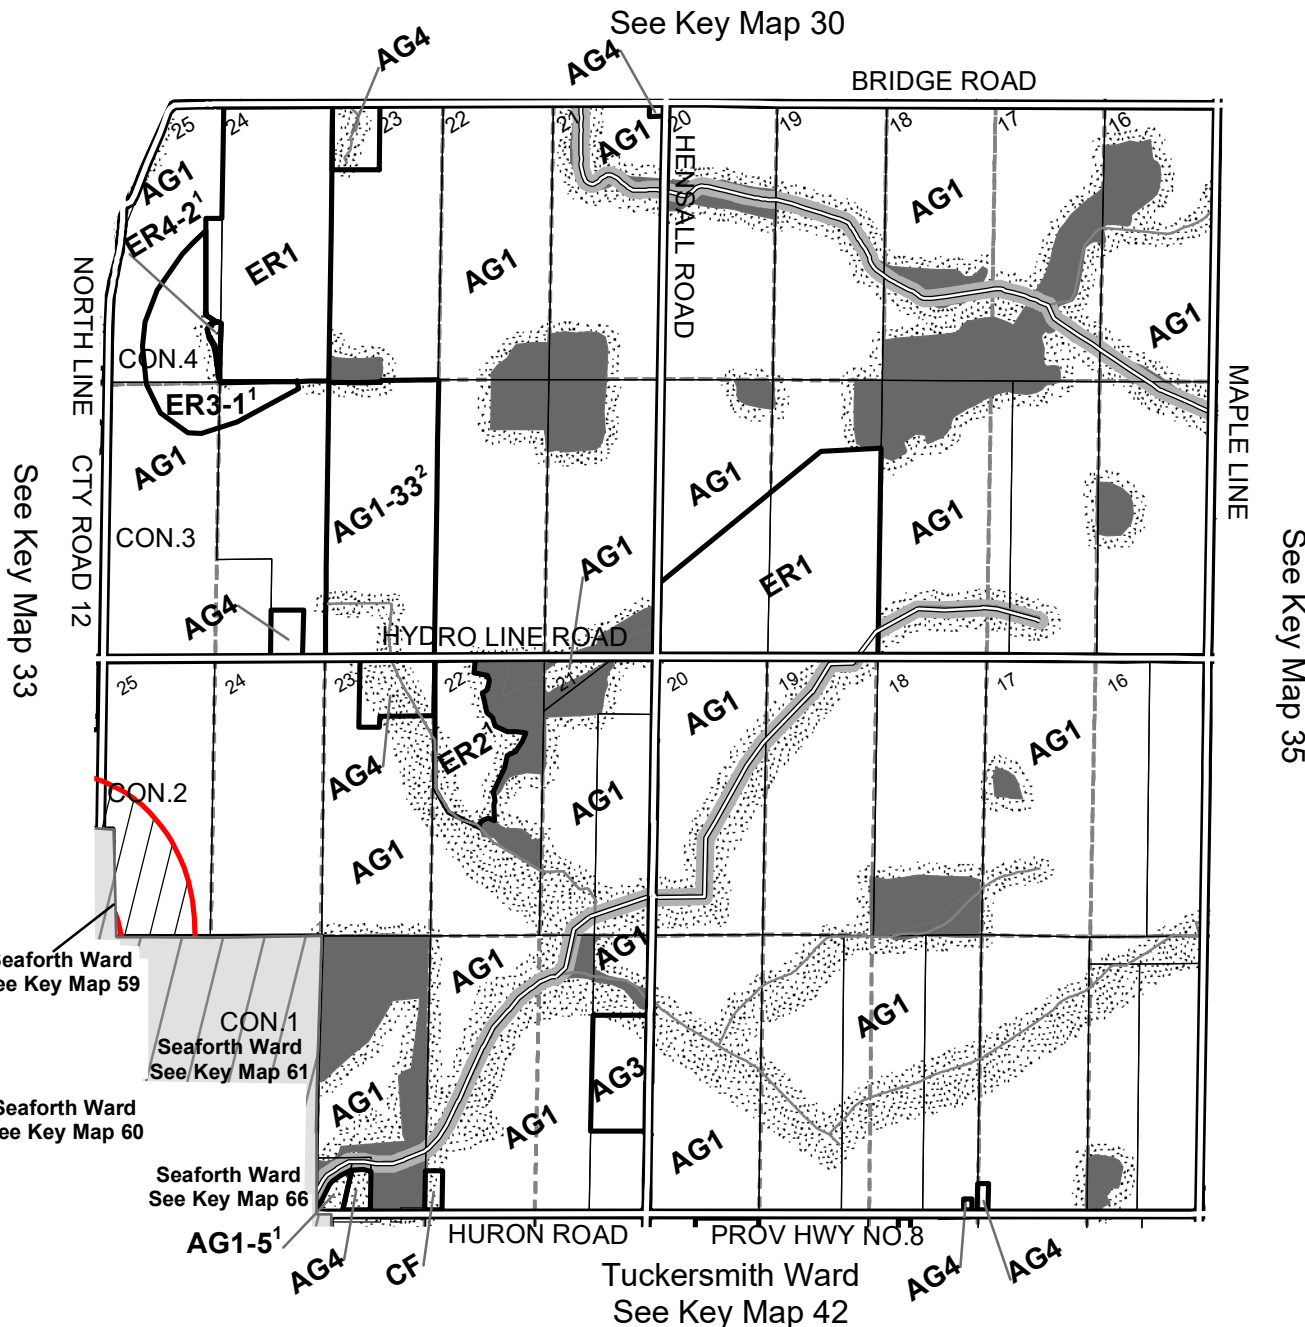 See Key Map 30
AG4
AG4
BRIDGE ROAD
25
24
23
22
21
20
19
18
17
16
AG1
AG1
HENSALL ROAD
AG1
ER4-2¹
ER1
AG1
AG1
NORTH LINE CTY ROAD 12
CON.4
ER3-1¹
MAPLE LINE
AG1
AG1-33²
AG1
AG1
See Key Map 33
CON.3
AG1
ER1
See Key Map 35
AG4
HYDRO LINE ROAD
25
24
23
22
21
20
19
18
17
16
AG1
AG1
ER2¹
AG4
CON.2
AG1
AG1
AG1
AG1
Seaforth Ward
See Key Map 59
CON.1
Seaforth Ward
See Key Map 61
AG1
AG3
AG1
Seaforth Ward
See Key Map 60
AG1
AG1
Seaforth Ward
See Key Map 66
AG1-5¹
AG4
CF
HURON ROAD
PROV HWY NO.8
AG4
AG4
Tuckersmith Ward
See Key Map 42